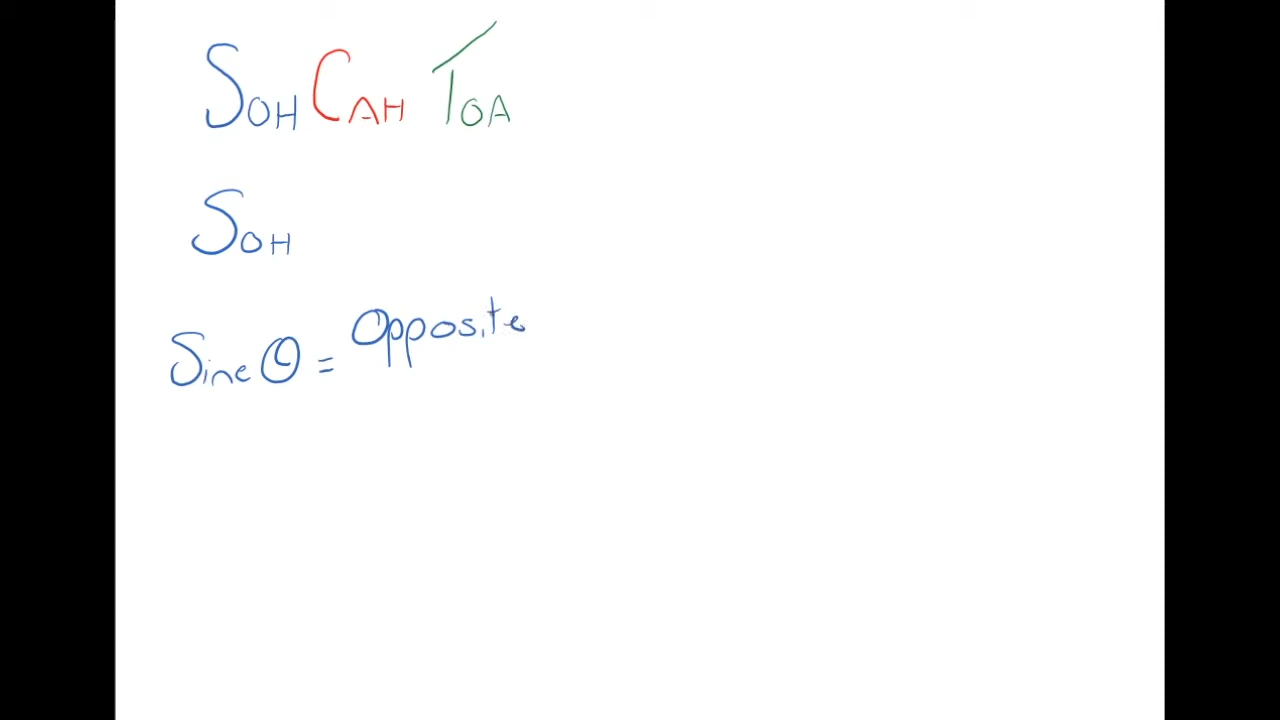 SOH CAH TOA
SOH
Sine θ = Opposite